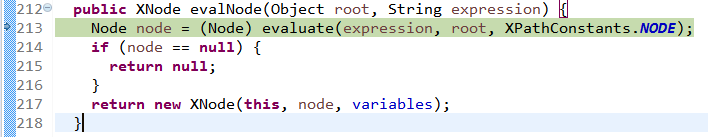 212 public XNode evalNode(Object root, String expression) {
213 Node node = (Node) evaluate(expression, root, XPathConstants.NODE);
214 if (node == null) {
215 return null;
216 }
217 return new XNode(this, node, variables);
218 }